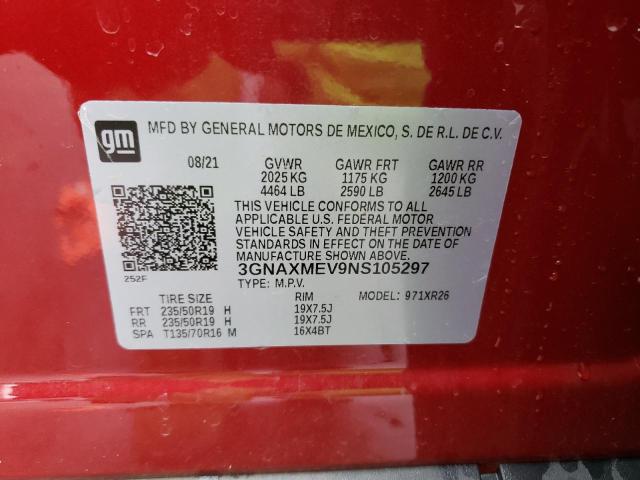 gm
MFD BY GENERAL MOTORS DE MEXICO, S. DE R.L. DE C.V.
08/21 GVWR GAWR FRT GAWR RR
2025 KG 1175 KG 1200 KG
4464 LB 2590 LB 2645 LB
THIS VEHICLE CONFORMS TO ALL
APPLICABLE U.S. FEDERAL MOTOR
VEHICLE SAFETY AND THEFT PREVENTION
STANDARDS IN EFFECT ON THE DATE OF
MANUFACTURE SHOWN ABOVE.
3GNAXMEV9NS105297
252F
TYPE: M.P.V.
TIRE SIZE RIM MODEL: 971XR26
FRT 235/50R19 H 19X7.5J
RR 235/50R19 H 19X7.5J
SPA T135/70R16 M 16X4BT